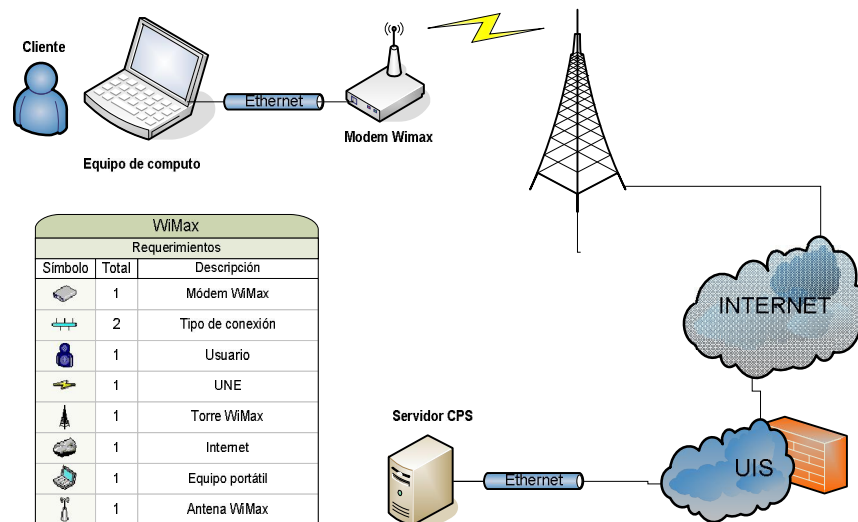 Cliente
Ethernet
Modem Wimax
Equipo de computo
WiMax
Requerimientos
Símbolo Total Descripción
1 Módem WiMax
2 Tipo de conexión
1 Usuario
1 UNE
1 Torre WiMax
1 Internet
1 Equipo portátil
1 Antena WiMax
INTERNET
Servidor CPS
Ethernet
UIS